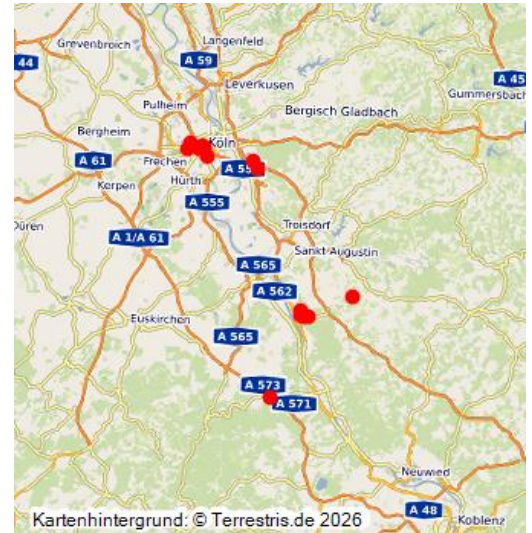 Langenfeld
Grevenbroich
44
A 59
A 45
Leverkusen
Gummersbach
Pulheim
Bergisch Gladbach
Bergheim
Köln
A 61
Frechen
A 55
Kerpen
Hürth
A 555
Düren
A 1/A 61
Troisdorf
Sankt Augustin
A 565
A 562
Euskirchen
A 565
A 573
A 571
Neuwied
A 48
Koblenz
Kartenhintergrund: © Terrestris.de 2026